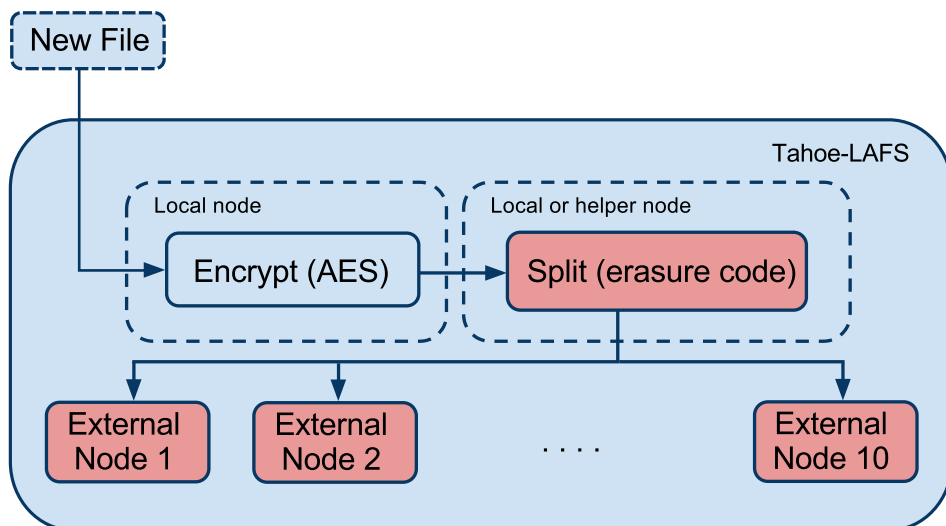 New File
Tahoe-LAFS
Local node
Local or helper node
Encrypt (AES)
Split (erasure code)
External
Node 1
External
Node 2
. . . .
External
Node 10